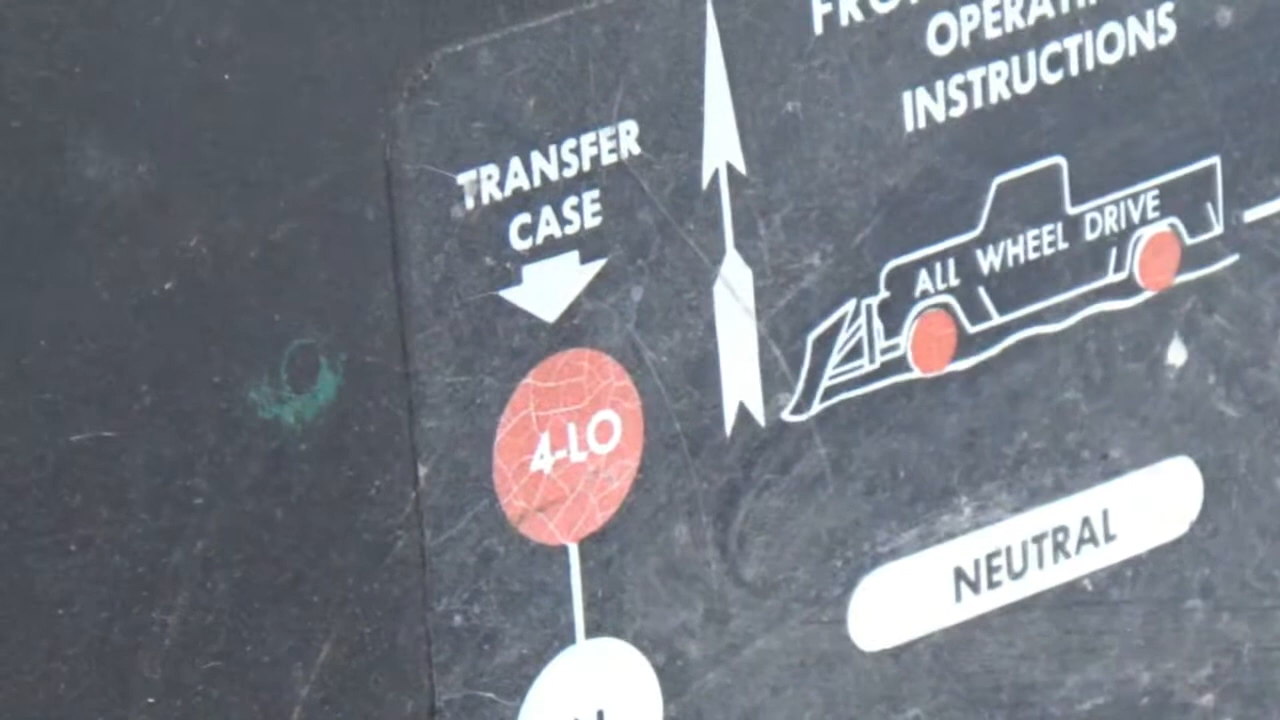 OPERATI
INSTRUCTIONS
TRANSFER
CASE
ALL WHEEL DRIVE
4-LO
NEUTRAL